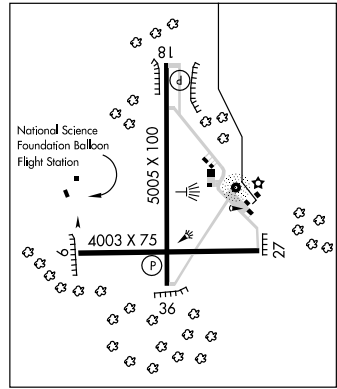 18
P
National Science
Foundation Balloon
Flight Station
5005 X 100
4003 X 75
9
27
P
36